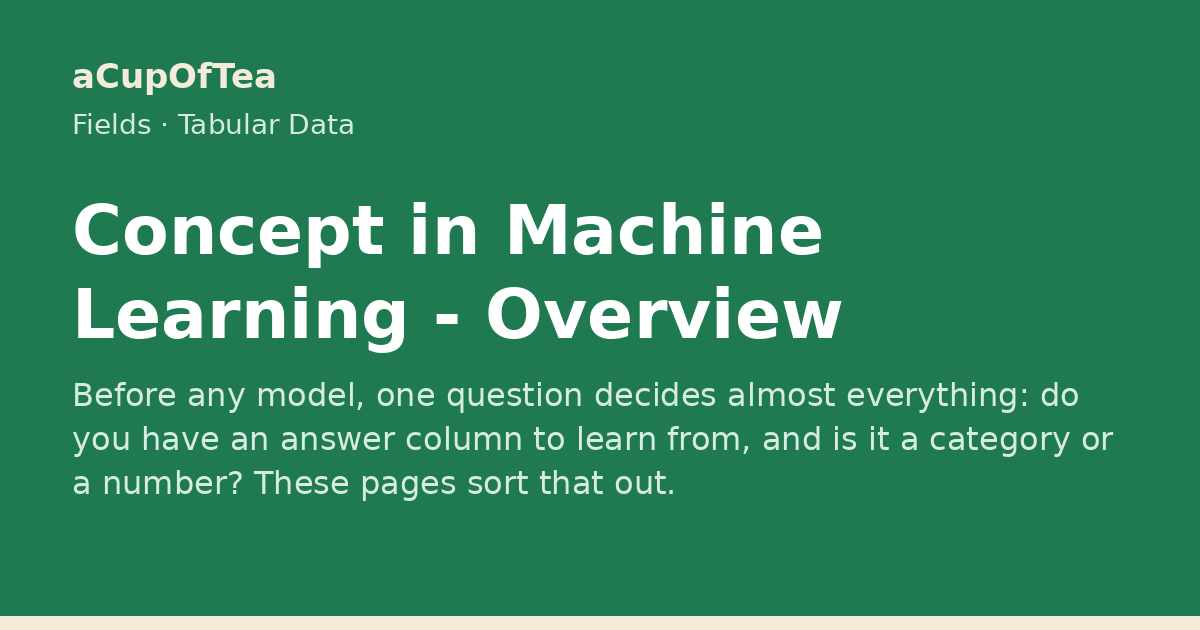 aCupOfTea
Fields · Tabular Data
Concept in Machine
Learning - Overview
Before any model, one question decides almost everything: do
you have an answer column to learn from, and is it a category or
a number? These pages sort that out.